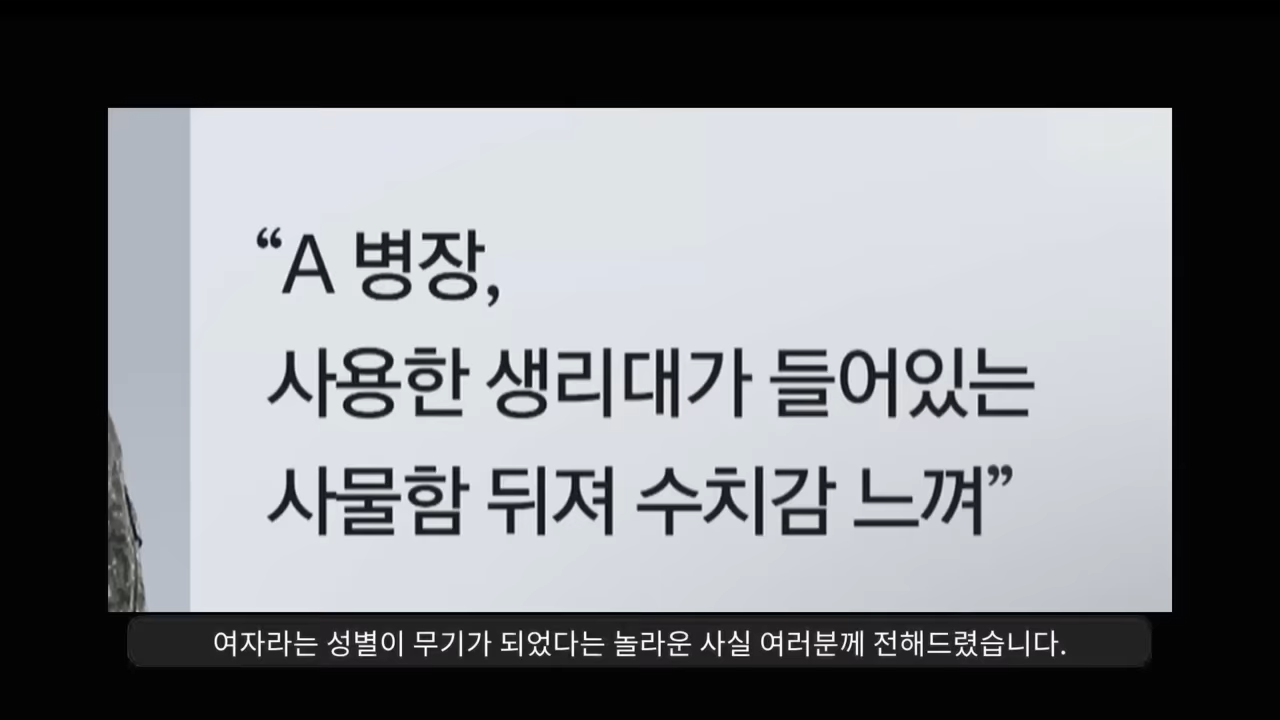 “A 병장,
사용한 생리대가 들어있는
사물함 뒤져 수치감 느껴”
여자라는 성별이 무기가 되었다는 놀라운 사실 여러분께 전해드렸습니다.